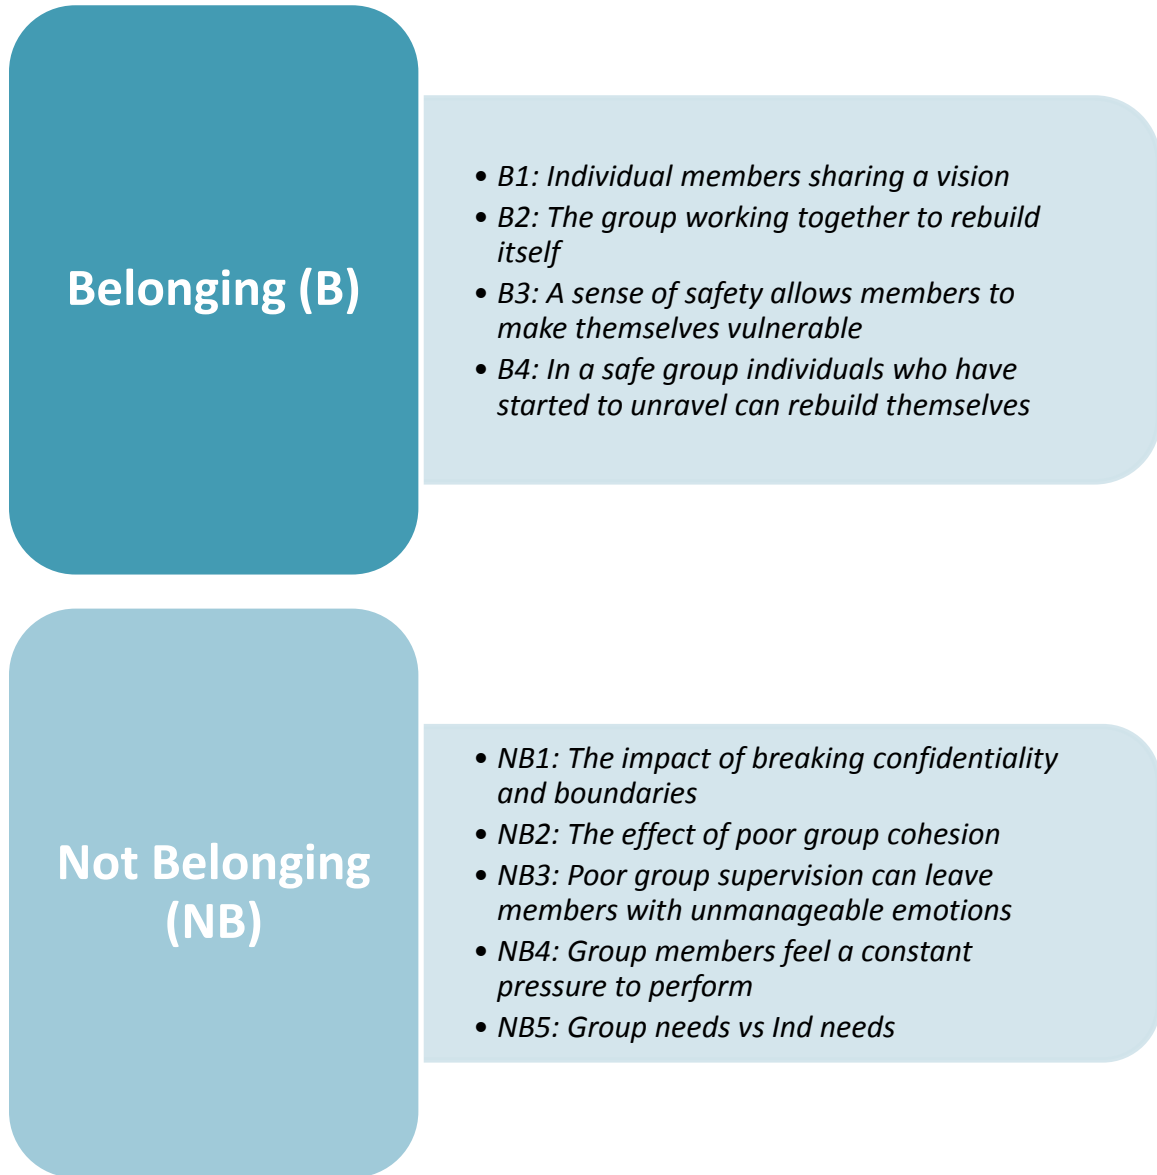 Belonging (B)
• B1: Individual members sharing a vision
• B2: The group working together to rebuild
itself
• B3: A sense of safety allows members to
make themselves vulnerable
• B4: In a safe group individuals who have
started to unravel can rebuild themselves
Not Belonging
(NB)
• NB1: The impact of breaking confidentiality
and boundaries
• NB2: The effect of poor group cohesion
• NB3: Poor group supervision can leave
members with unmanageable emotions
• NB4: Group members feel a constant
pressure to perform
• NB5: Group needs vs Ind needs